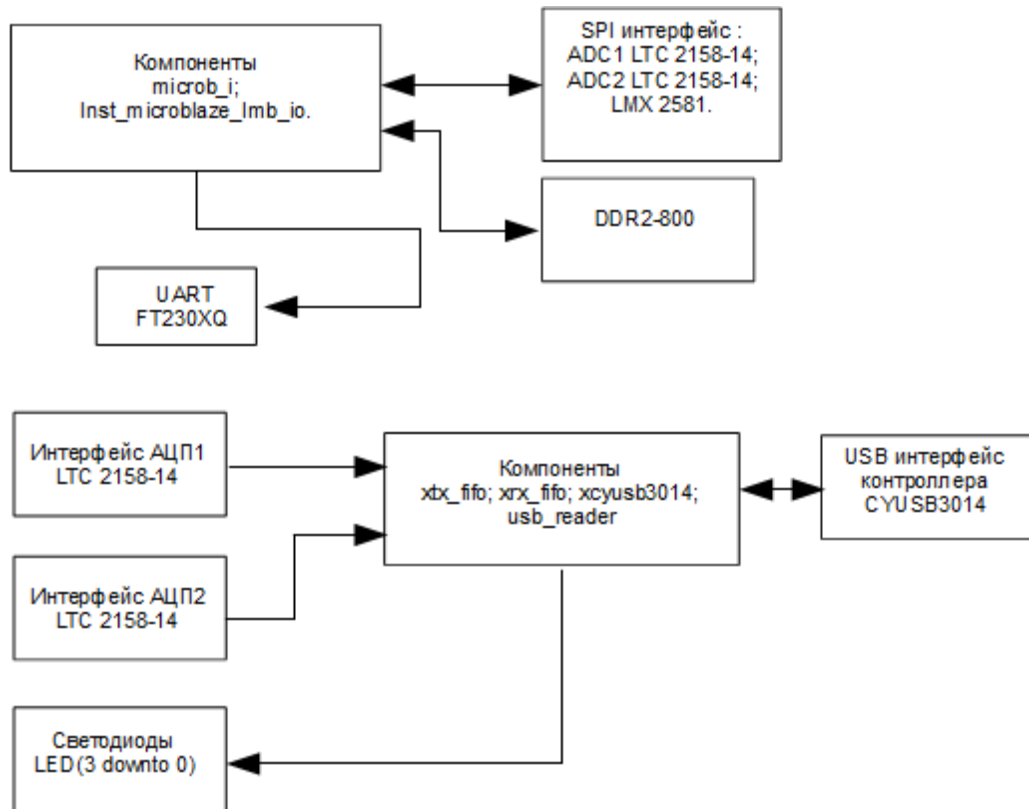 Компоненты
microb_i;
Inst_microblaze_lmb_io.
SPI интерфейс :
ADC1 LTC 2158-14;
ADC2 LTC 2158-14;
LMX 2581.
DDR2-800
UART
FT230XQ
Интерфейс АЦП1
LTC 2158-14
Компоненты
xtx_fifo; xrx_fifo; xcyusb3014;
usb_reader
USB интерфейс
контроллера
CYUSB3014
Интерфейс АЦП2
LTC 2158-14
Светодиоды
LED(3 downto 0)